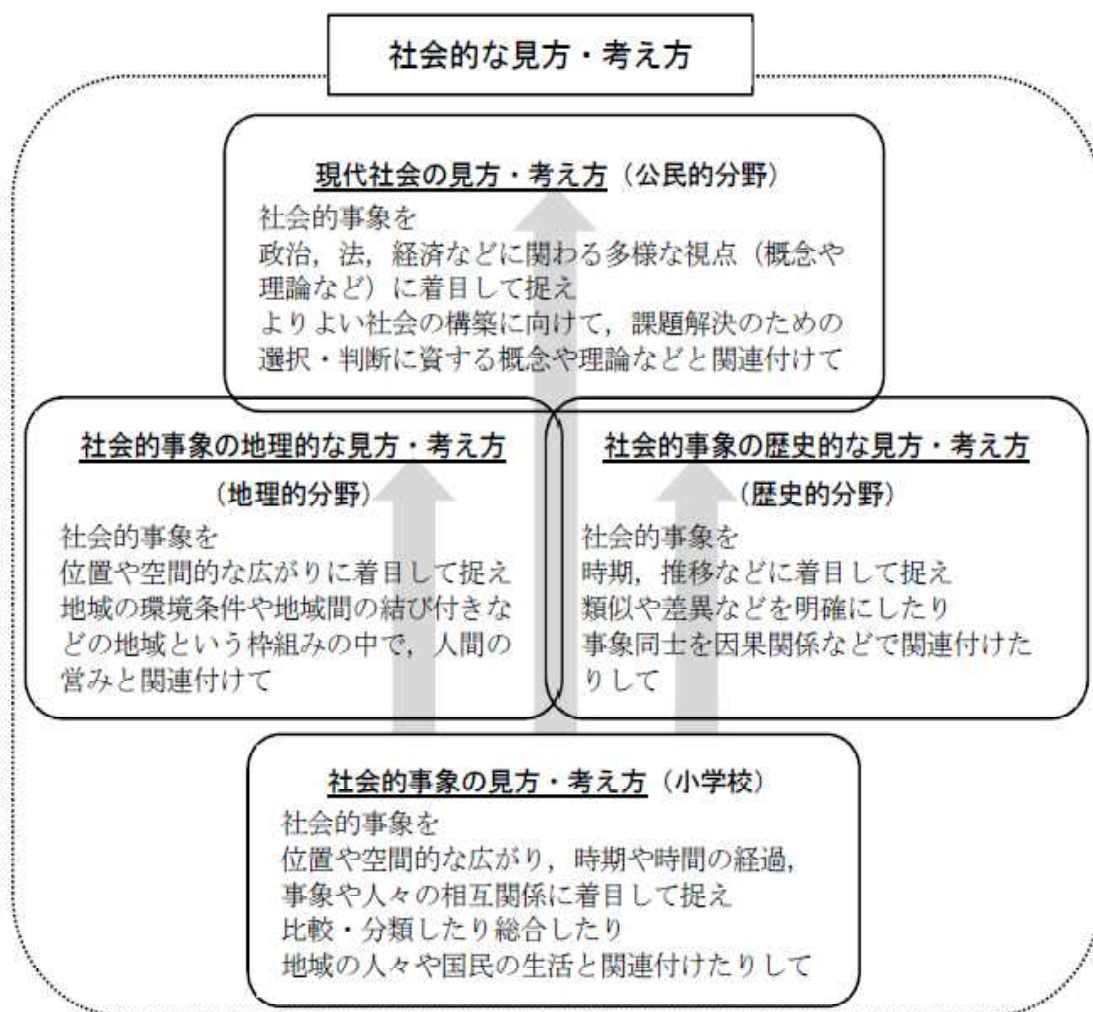 社会的な見方・考え方
現代社会の見方・考え方（公民的分野）
社会的事象を
政治，法，経済などに関わる多様な視点（概念や
理論など）に着目して捉え
よりよい社会の構築に向けて，課題解決のための
選択・判断に資する概念や理論などと関連付けて
社会的事象の地理的な見方・考え方
（地理的分野）
社会的事象を
位置や空間的な広がりに着目して捉え
地域の環境条件や地域間の結び付きな
どの地域という枠組みの中で，人間の
営みと関連付けて
社会的事象の歴史的な見方・考え方
（歴史的分野）
社会的事象を
時期，推移などに着目して捉え
類似や差異などを明確にしたり
事象同士を因果関係などで関連付けた
りして
社会的事象の見方・考え方（小学校）
社会的事象を
位置や空間的な広がり，時期や時間の経過，
事象や人々の相互関係に着目して捉え
比較・分類したり総合したり
地域の人々や国民の生活と関連付けたりして